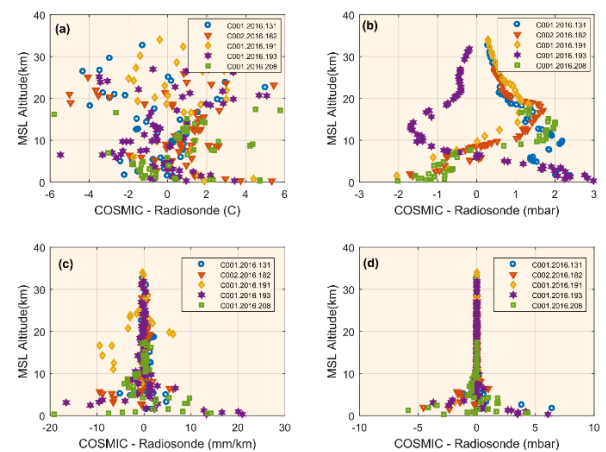 (a)
C001.2016.131
C002.2016.182
C001.2016.191
C001.2016.193
C001.2016.208
MSL Altitude(km)
40
30
20
10
0
-6 -4 -2 0 2 4 6
COSMIC - Radiosonde (C)
(b)
C001.2016.131
C002.2016.182
C001.2016.191
C001.2016.193
C001.2016.208
MSL Altitude(km)
40
30
20
10
0
-3 -2 -1 0 1 2 3
COSMIC - Radiosonde (mbar)
(c)
C001.2016.131
C002.2016.182
C001.2016.191
C001.2016.193
C001.2016.208
MSL Altitude(km)
40
30
20
10
0
-20 -10 0 10 20 30
COSMIC - Radiosonde (mm/km)
(d)
C001.2016.131
C002.2016.182
C001.2016.191
C001.2016.193
C001.2016.208
MSL Altitude(km)
40
30
20
10
0
-10 -5 0 5 10
COSMIC - Radiosonde (mbar)